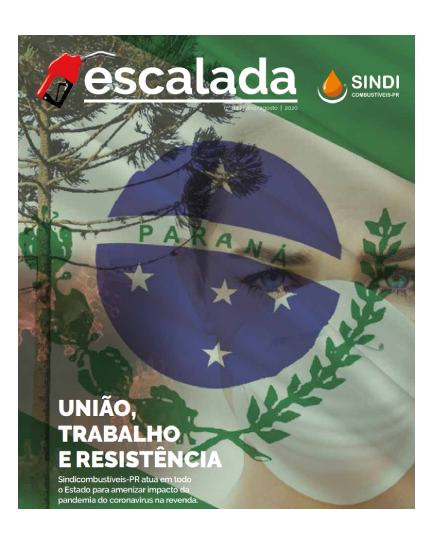 escalada
SINDI
COMBUSTÍVEIS-PR
agosto | 2020
PARANÁ
UNIÃO,
TRABALHO
E RESISTÊNCIA
Sindicombustíveis-PR atua em todo
o Estado para amenizar impacto da
pandemia do coronavírus na revenda.